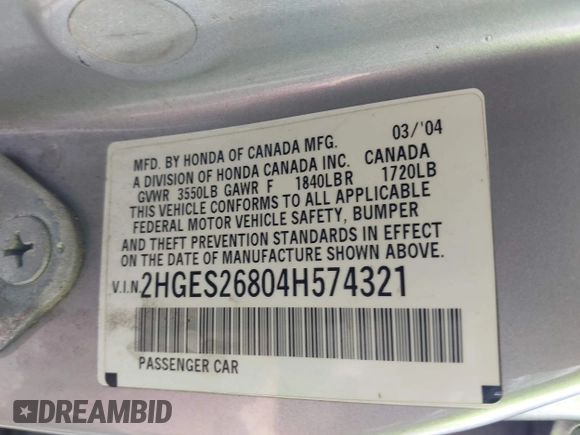 03/'04
MFD. BY HONDA OF CANADA MFG.
A DIVISION OF HONDA CANADA INC. CANADA
GVWR 3550LB GAWR F 1840LBR 1720LB
THIS VEHICLE CONFORMS TO ALL APPLICABLE
FEDERAL MOTOR VEHICLE SAFETY, BUMPER
AND THEFT PREVENTION STANDARDS IN EFFECT
ON THE DATE OF MANUFACTURE SHOWN ABOVE.
V.I.N. 2HGES26804H574321
PASSENGER CAR
DREAMBID